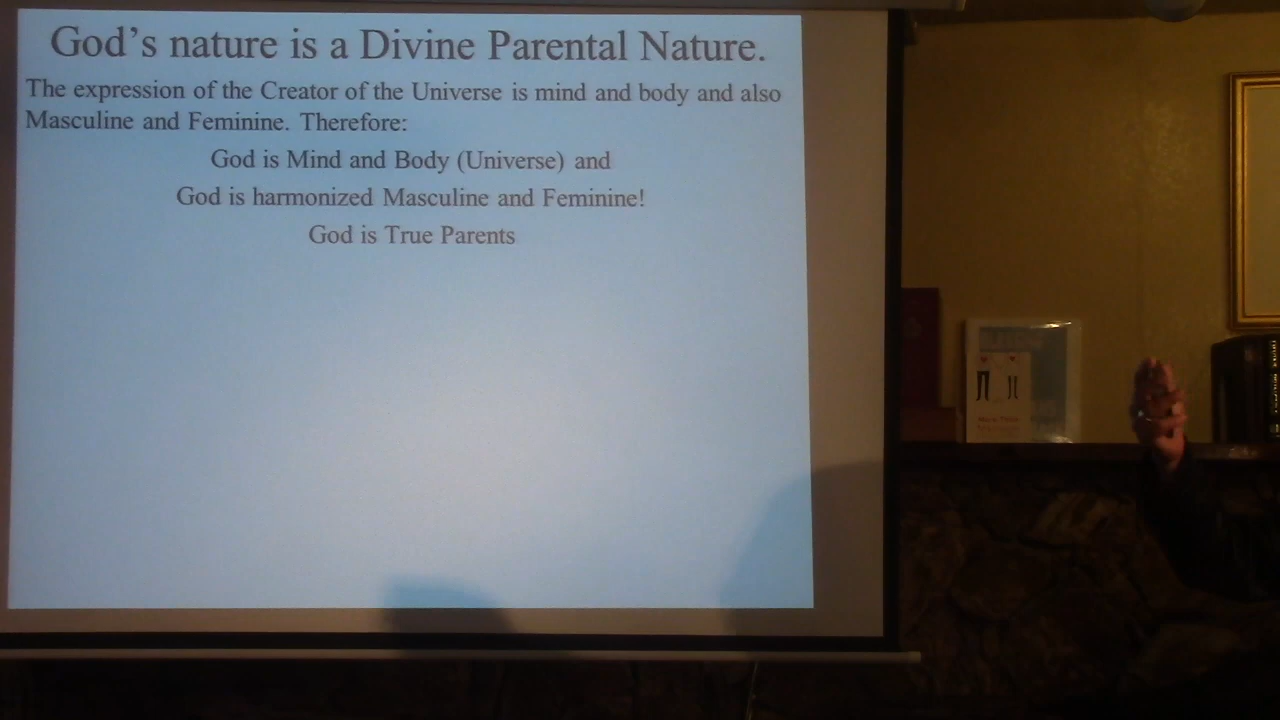 God’s nature is a Divine Parental Nature.
The expression of the Creator of the Universe is mind and body and also
Masculine and Feminine. Therefore:
God is Mind and Body (Universe) and
God is harmonized Masculine and Feminine!
God is True Parents